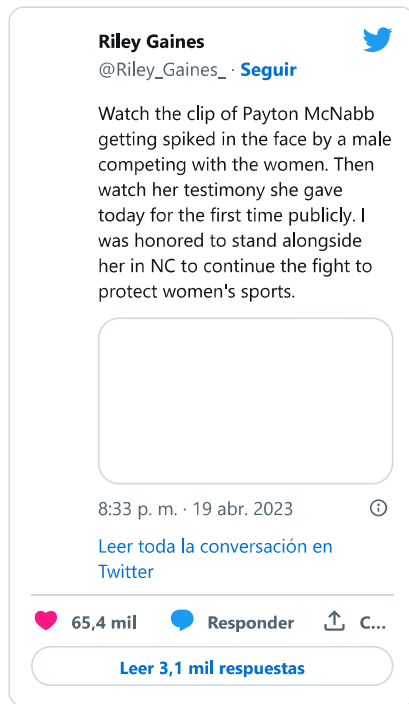 Riley Gaines
@Riley_Gaines_ · Seguir
Watch the clip of Payton McNabb
getting spiked in the face by a male
competing with the women. Then
watch her testimony she gave
today for the first time publicly. I
was honored to stand alongside
her in NC to continue the fight to
protect women's sports.
8:33 p. m. · 19 abr. 2023
Leer toda la conversación en
Twitter
65,4 mil Responder C...
Leer 3,1 mil respuestas